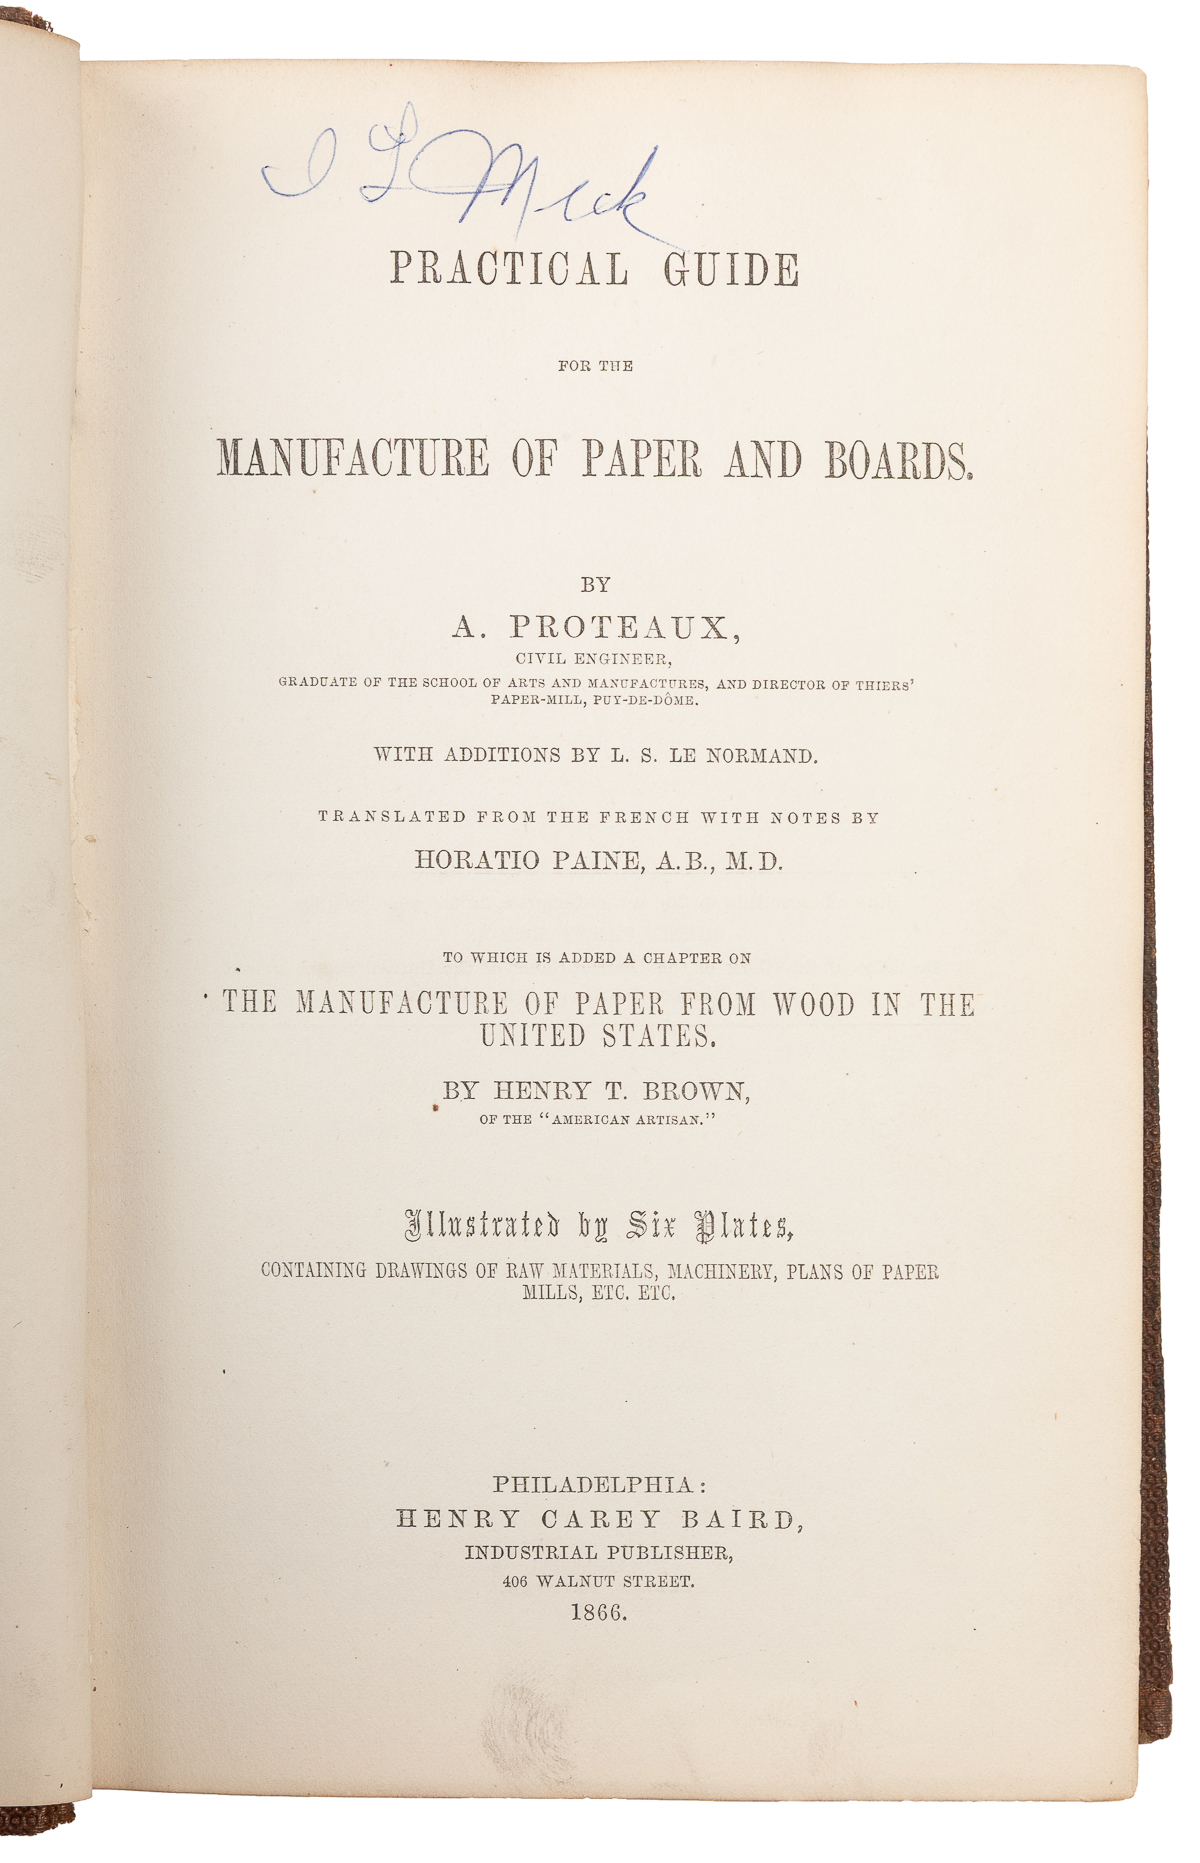 I L Meek
PRACTICAL GUIDE
FOR THE
MANUFACTURE OF PAPER AND BOARDS.
BY
A. PROTEAUX,
CIVIL ENGINEER,
GRADUATE OF THE SCHOOL OF ARTS AND MANUFACTURES, AND DIRECTOR OF THIERS'
PAPER-MILL, PUY-DE-DÔME.
WITH ADDITIONS BY L. S. LE NORMAND.
TRANSLATED FROM THE FRENCH WITH NOTES BY
HORATIO PAINE, A.B., M.D.
TO WHICH IS ADDED A CHAPTER ON
THE MANUFACTURE OF PAPER FROM WOOD IN THE
UNITED STATES.
BY HENRY T. BROWN,
OF THE "AMERICAN ARTISAN."
Illustrated by Six Plates,
CONTAINING DRAWINGS OF RAW MATERIALS, MACHINERY, PLANS OF PAPER
MILLS, ETC. ETC.
PHILADELPHIA:
HENRY CAREY BAIRD,
INDUSTRIAL PUBLISHER,
406 WALNUT STREET.
1866.